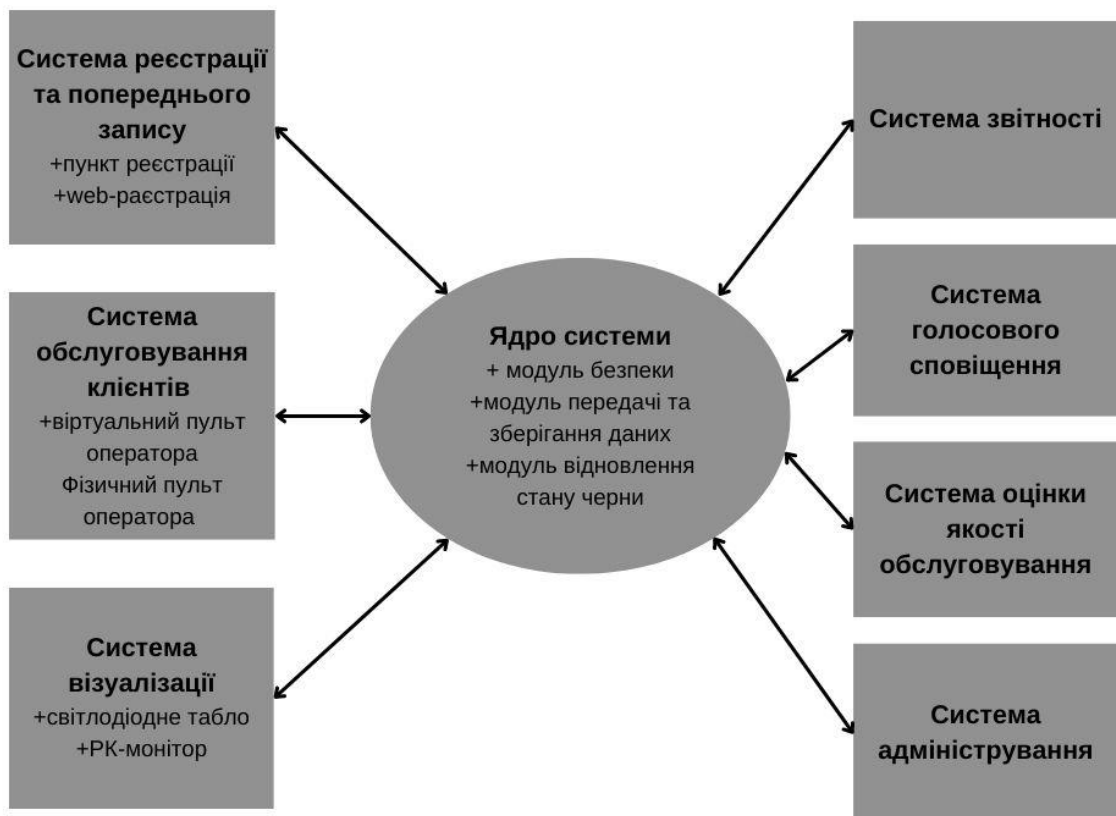 Система реєстрації
та попереднього
запису
+пункт реєстрації
+web-раєстрація
Система
обслуговування
клієнтів
+віртуальний пульт
оператора
Фізичний пульт
оператора
Система
візуалізації
+світлодіодне табло
+РК-монітор
Ядро системи
+ модуль безпеки
+модуль передачі та
зберігання даних
+модуль відновлення
стану черни
Система звітності
Система
голосового
сповіщення
Система оцінки
якості
обслуговування
Система
адміністрування